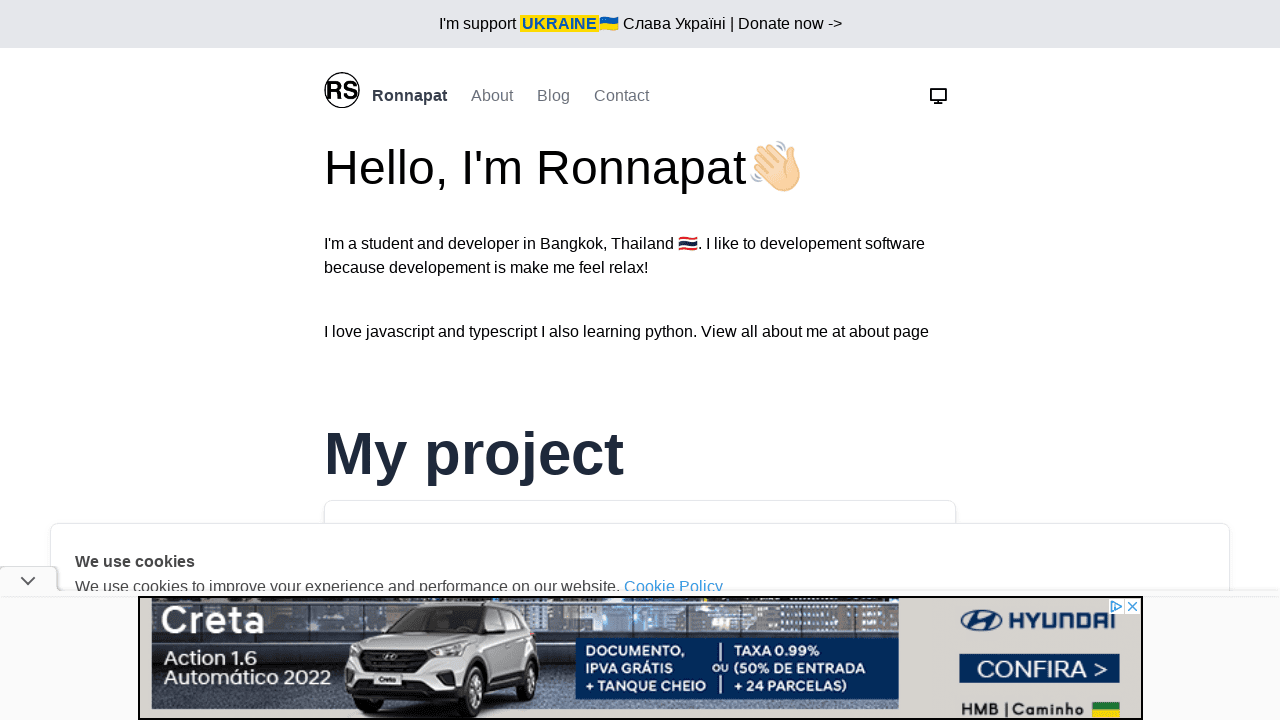 I'm support UKRAINE🇺🇦 Слава Україні | Donate now ->
RS Ronnapat About Blog Contact
Hello, I'm Ronnapat👋🏻
I'm a student and developer in Bangkok, Thailand 🇹🇭. I like to developement software
because developement is make me feel relax!
I love javascript and typescript I also learning python. View all about me at about page
My project
We use cookies
We use cookies to improve your experience and performance on our website. Cookie Policy
Creta
Action 1.6
Automático 2022
Creta
DOCUMENTO,
IPVA GRÁTIS
+ TANQUE CHEIO
OU
TAXA 0.99%
(50% DE ENTRADA
+ 24 PARCELAS)
HYUNDAI
CONFIRA >
HMB | Caminho